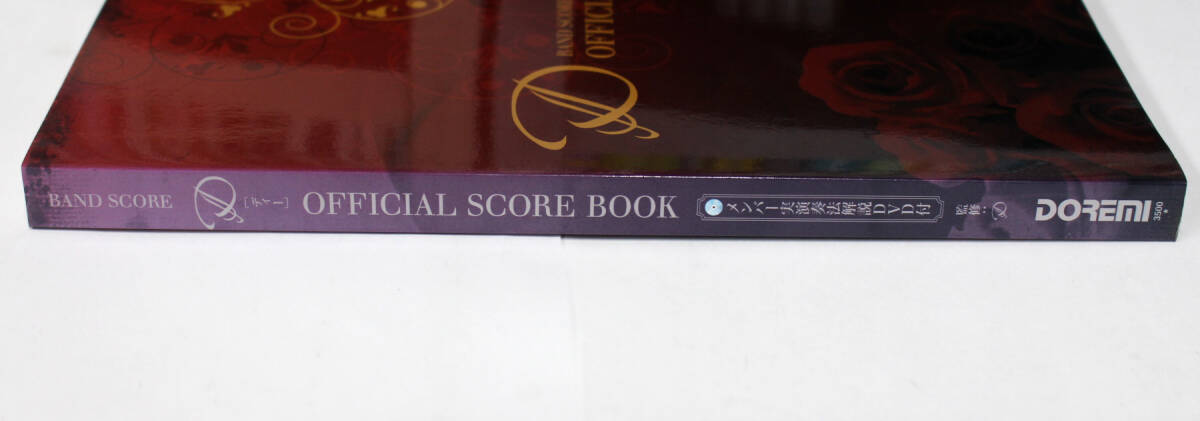 BAND SCORE
OFFICI
D
BAND SCORE D [ディー] OFFICIAL SCORE BOOK メンバー実演奏法解説DVD付 監修:D DOREMI 3500*